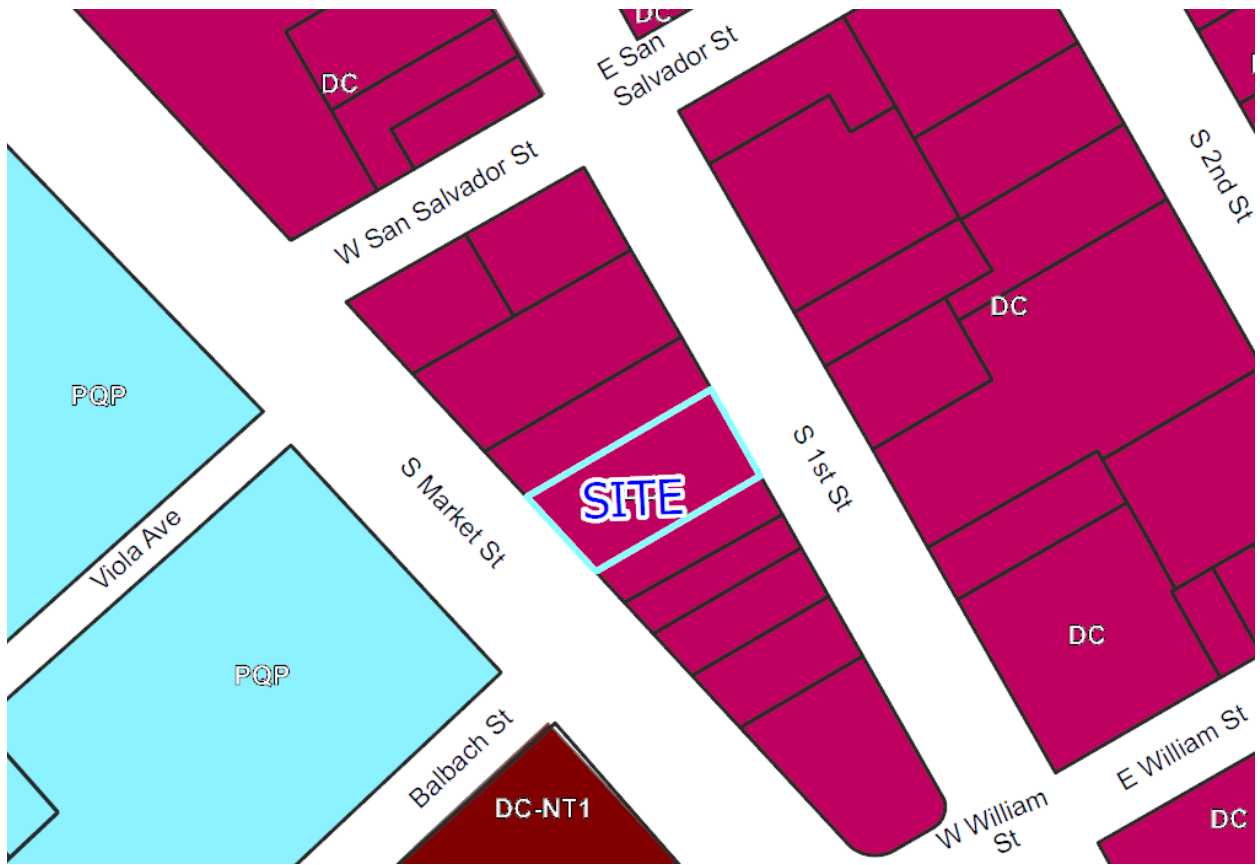 DC
E San
Salvador St
DC
W San Salvador St
S 2nd St
DC
PQP
SITE
S 1st St
S Market St
Viola Ave
PQP
DC
Balbach St
DC-NT1
E William St
W William
St
DC